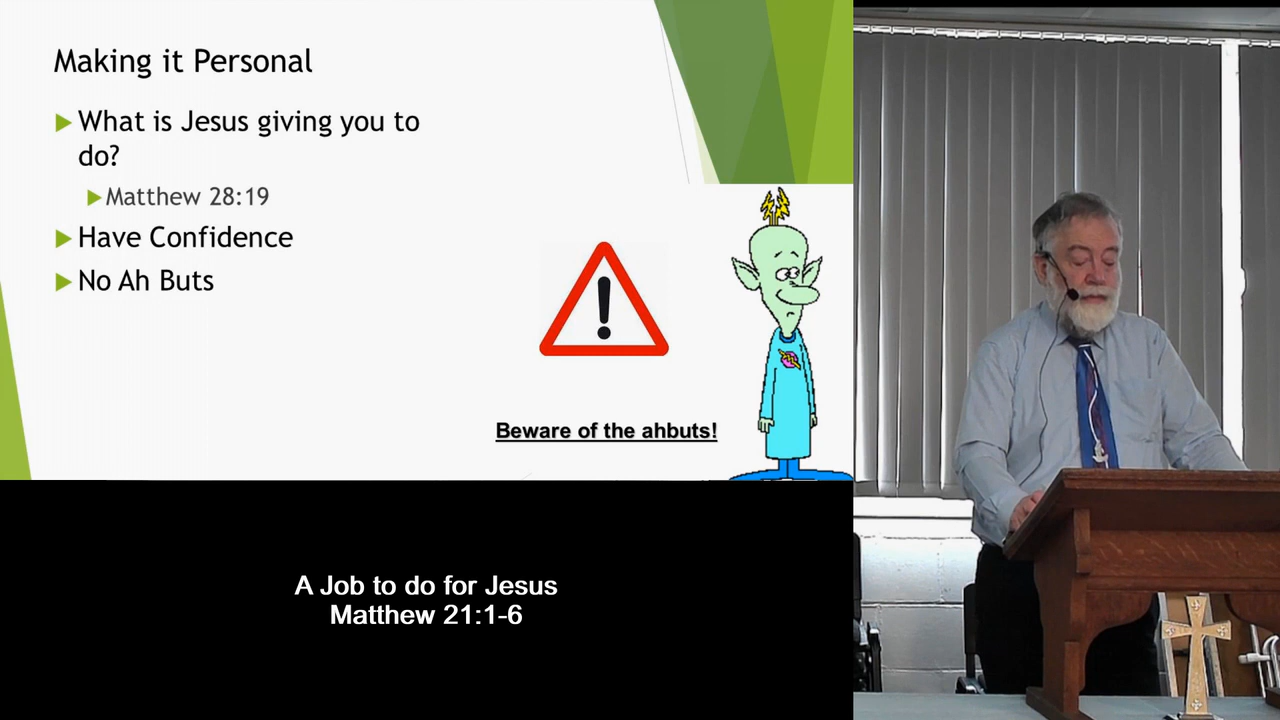 Making it Personal
What is Jesus giving you to
do?
Matthew 28:19
Have Confidence
No Ah Buts
Beware of the ahbuts!
A Job to do for Jesus
Matthew 21:1-6